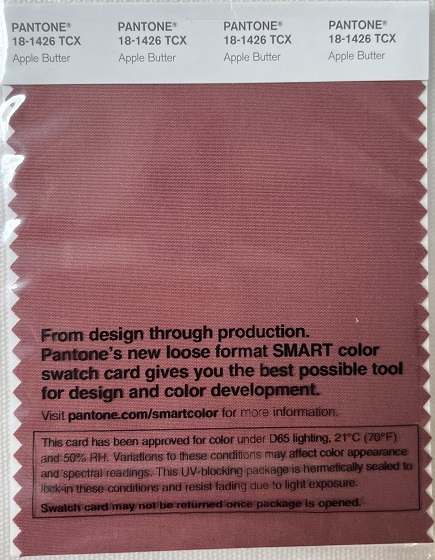 PANTONE® PANTONE® PANTONE® PANTONE®
18-1426 TCX 18-1426 TCX 18-1426 TCX 18-1426 TCX
Apple Butter Apple Butter Apple Butter Apple Butter
From design through production.
Pantone's new loose format SMART color
swatch card gives you the best possible tool
for design and color development.
Visit pantone.com/smartcolor for more information.
This card has been approved for color under D65 lighting, 21°C (70°F)
and 50% RH. Variations to these conditions may affect color appearance
and spectral readings. This UV-blocking package is hermetically sealed to
lock-in these conditions and resist fading due to light exposure.
Swatch card may not be returned once package is opened.